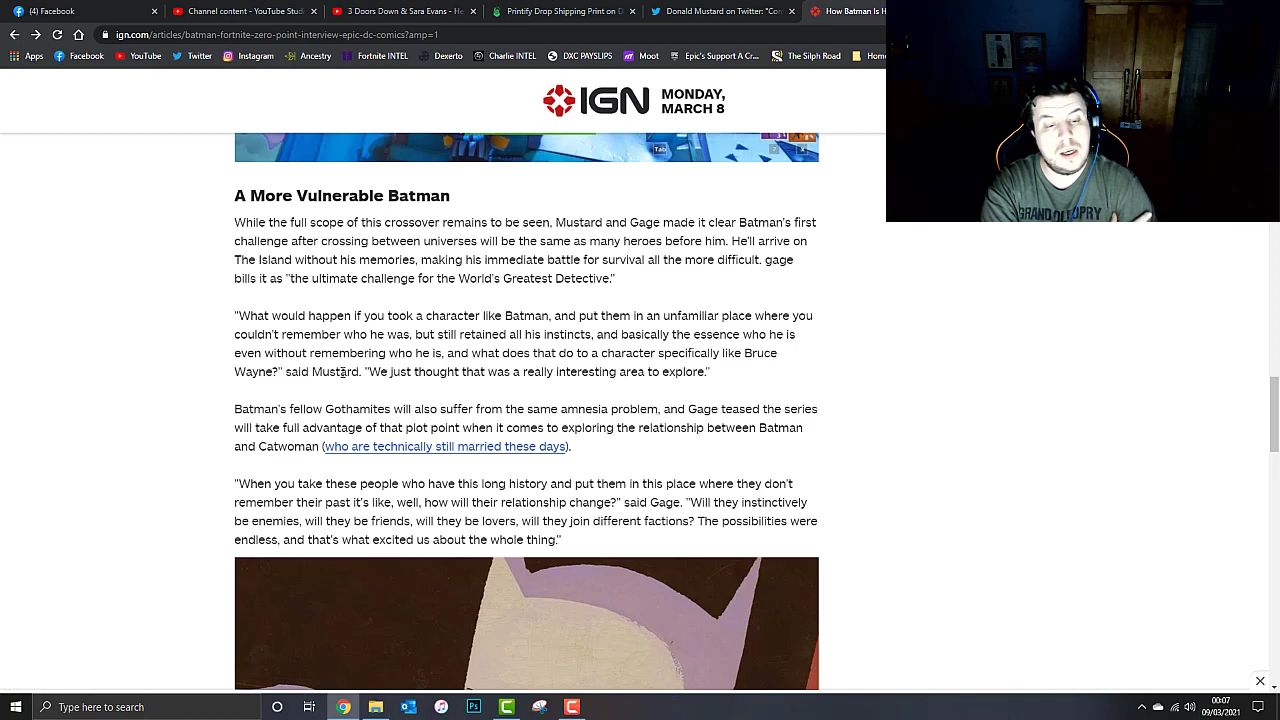 Facebook
Channel content - YouTube Stud
3 Doors Down & Sara Evans - He
Printify Drop Shipping Print on D
Donald Mustard on Twitter: "Co
How Batman Is H
ign.com/articles/batman-fortnite-zero-point-interview-epic-dc-comics?amp=1
Apps Facebook YouTube Twitter Instagram Ancestry Fortnite INTEL Dexerto Charlie INTEL DXC PAYSLIPS Moot Epic's Support A Cr... The Silph Road Hom
IGN MONDAY,
MARCH 8
Tab
A More Vulnerable Batman
While the full scope of this crossover remains to be seen, Mustard and Gage made it clear Batman's first
challenge after crossing between universes will be the same as many heroes before him. He'll arrive on
The Island without his memories, making his immediate battle for survival all the more difficult. gage
bills it as "the ultimate challenge for the World's Greatest Detective."
"What would happen if you took a character like Batman, and put them in an unfamiliar place where you
couldn't remember who he was, but still retained all his instincts, and basically the essence who he is
even without remembering who he is, and what does that do to a character specifically like Bruce
Wayne?" said Mustard. "We just thought that was a really interesting area to explore."
Batman's fellow Gothamites will also suffer from the same amnesia problem, and Gage teased the series
will take full advantage of that plot point when it comes to exploring the relationship between Batman
and Catwoman (who are technically still married these days).
"When you take these people who have this long history and put them in this place where they don't
remember their past it's like, well, how will their relationship change?" said Gage. "Will they instinctively
be enemies, will they be friends, will they be lovers, will they join different factions? The possibilities were
endless, and that's what excited us about the whole thing."
GRAND OLE OPRY
Type here to search
Ps
00:07
09/03/2021